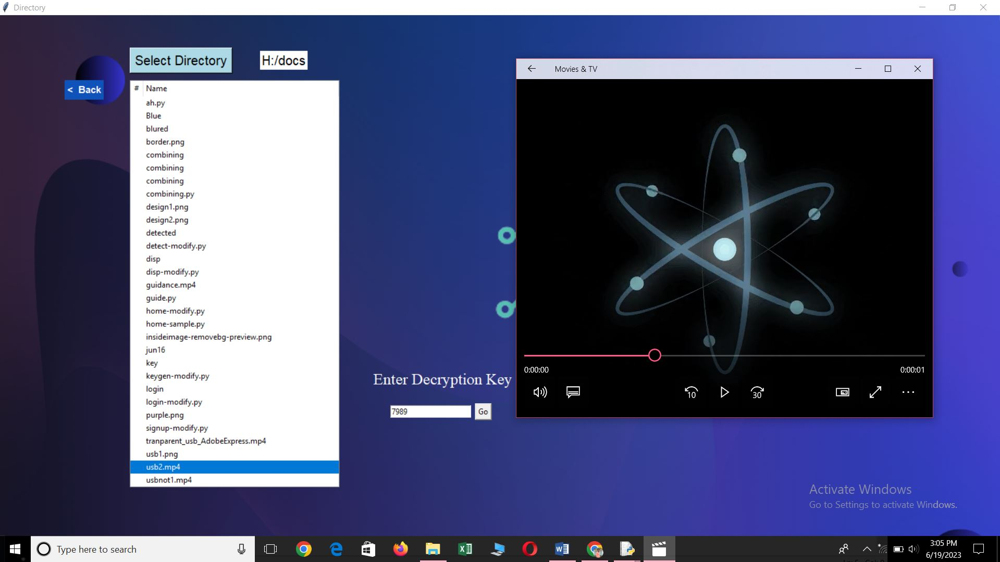 Directory
Select Directory
H:/docs
< Back
# Name
ah.py
Blue
blured
border.png
combining
combining
combining
combining.py
design1.png
design2.png
detected
detect-modify.py
disp
disp-modify.py
guidance.mp4
guide.py
home-modify.py
home-sample.py
insideimage-removebg-preview.png
jun16
key
keygen-modify.py
login
login-modify.py
purple.png
signup-modify.py
tranparent_usb_AdobeExpress.mp4
usb1.png
usb2.mp4
usbnot1.mp4
Enter Decryption Key
7989
Go
Movies & TV
0:00:00
0:00:01
10
30
Activate Windows
Go to Settings to activate Windows.
Type here to search
3:05 PM
6/19/2023